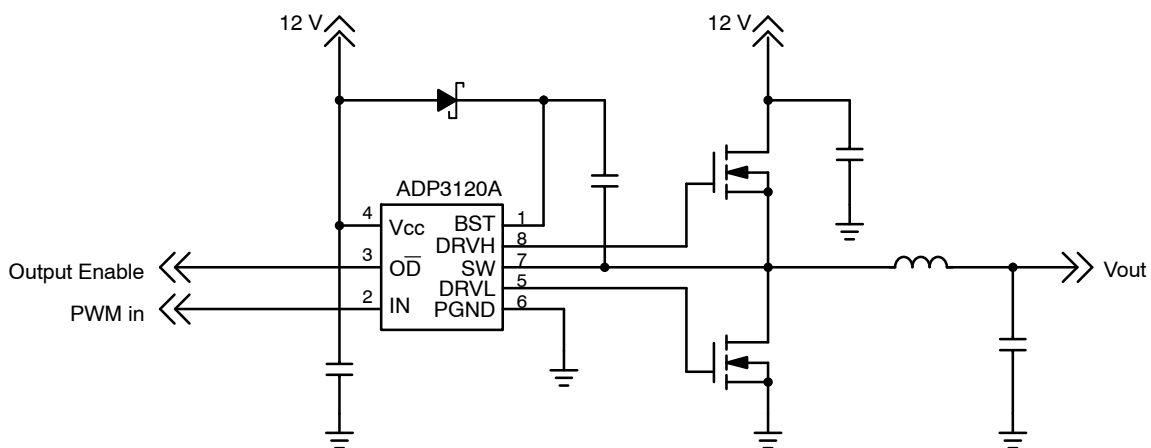 12 V
12 V
ADP3120A
4
Vcc
BST
1
DRVH
8
Output Enable
3
OD̅
SW
7
Vout
DRVL
5
PWM in
2
IN
PGND
6